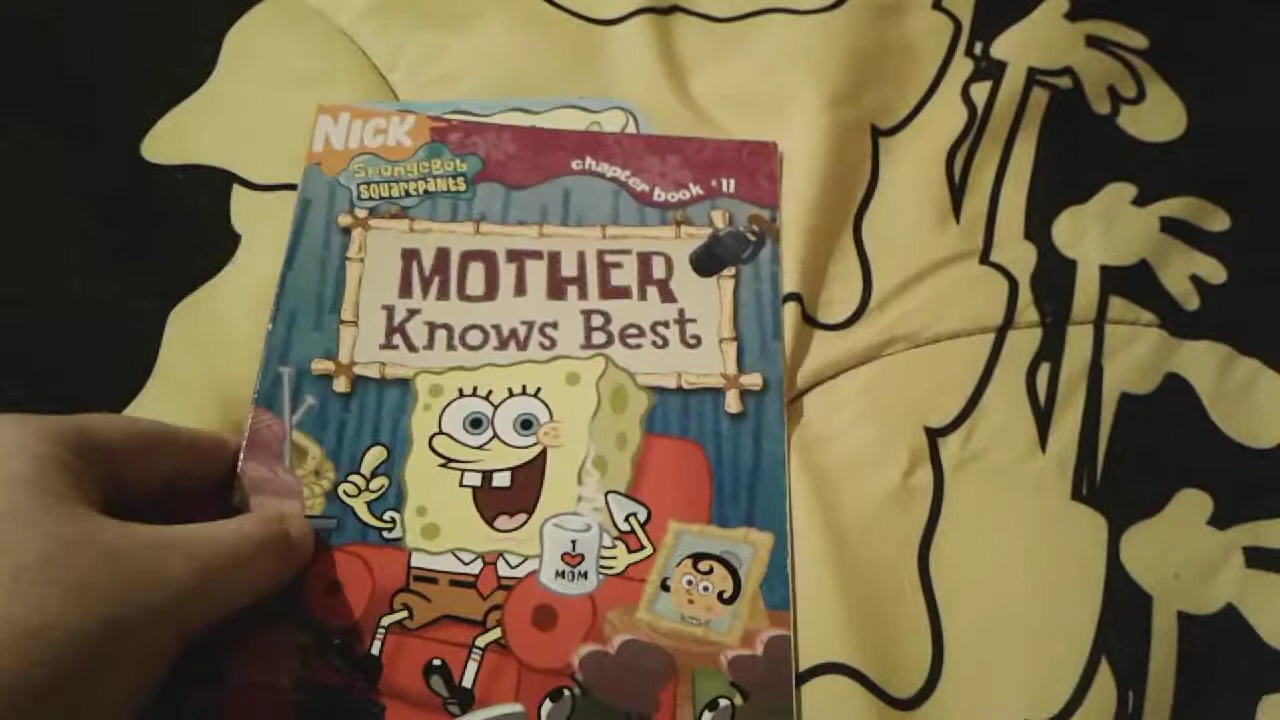 NICK
SpongeBob
SQUAREPANTS
chapter book #11
MOTHER
Knows Best
I
MOM